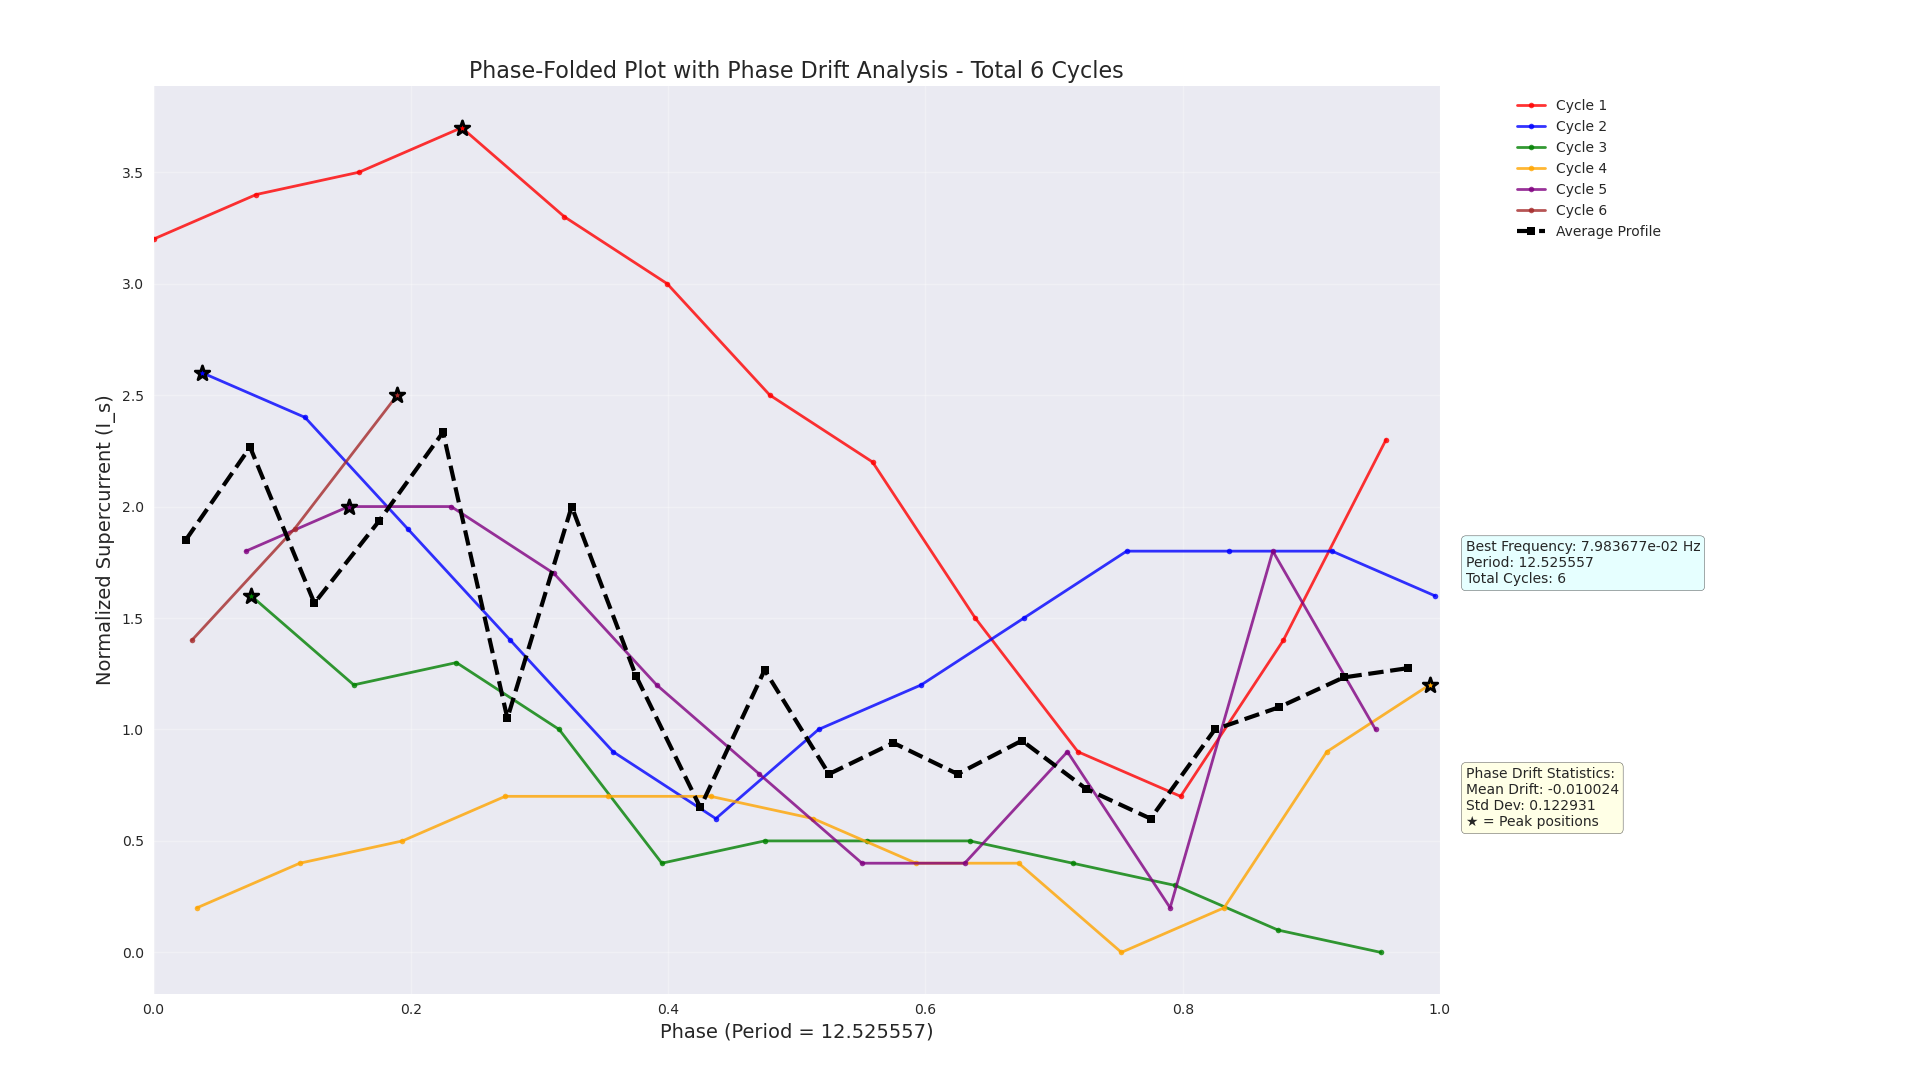 Phase-Folded Plot with Phase Drift Analysis - Total 6 Cycles
Normalized Supercurrent (I_s)
3.5
3.0
2.5
2.0
1.5
1.0
0.5
0.0
0.0
0.2
0.4
0.6
0.8
1.0
Phase (Period = 12.525557)
Cycle 1
Cycle 2
Cycle 3
Cycle 4
Cycle 5
Cycle 6
Average Profile
Best Frequency: 7.983677e-02 Hz
Period: 12.525557
Total Cycles: 6
Phase Drift Statistics:
Mean Drift: -0.010024
Std Dev: 0.122931
★ = Peak positions